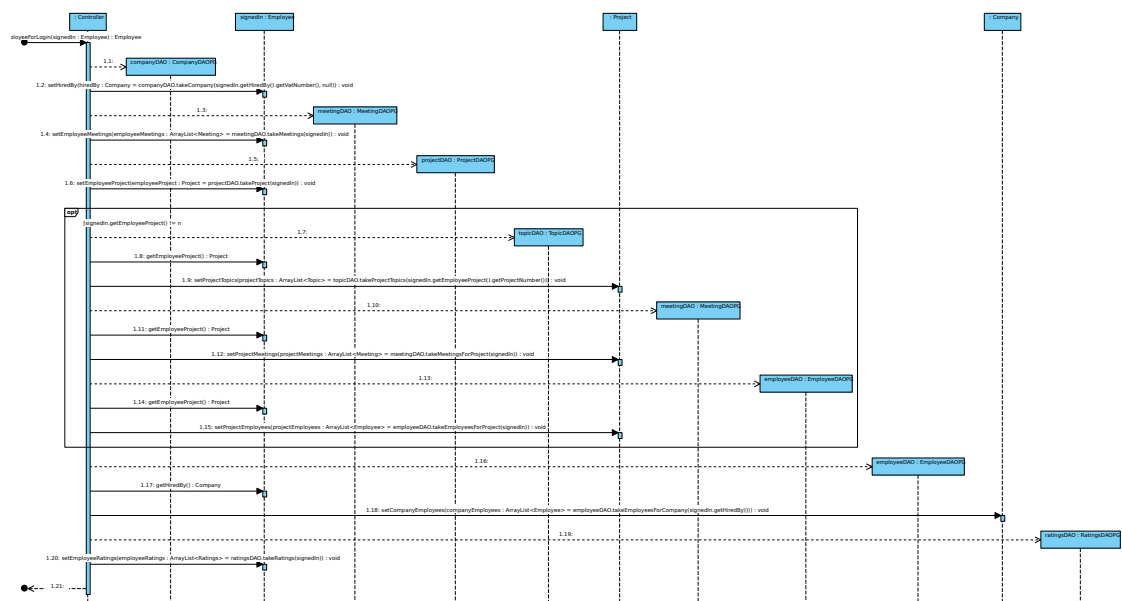 : Controller
signedIn : Employee
: Project
: Company
loyeeForLogin(signedIn : Employee) : Employee
1.1:
companyDAO : CompanyDAOPG
1.2: setHiredBy(hiredBy : Company = companyDAO.takeCompany(signedIn.getHiredBy().getVatNumber(), null)) : void
1.3:
meetingDAO : MeetingDAOPG
1.4: setEmployeeMeetings(employeeMeetings : ArrayList<Meeting> = meetingDAO.takeMeetings(signedIn)) : void
1.5:
projectDAO : ProjectDAOPG
1.6: setEmployeeProject(employeeProject : Project = projectDAO.takeProject(signedIn)) : void
opt
[signedIn.getEmployeeProject() != n
1.7:
topicDAO : TopicDAOPG
1.8: getEmployeeProject() : Project
1.9: setProjectTopics(projectTopics : ArrayList<Topic> = topicDAO.takeProjectTopics(signedIn.getEmployeeProject().getProjectNumber())) : void
1.10:
meetingDAO : MeetingDAOPG
1.11: getEmployeeProject() : Project
1.12: setProjectMeetings(projectMeetings : ArrayList<Meeting> = meetingDAO.takeMeetingsForProject(signedIn)) : void
1.13:
employeeDAO : EmployeeDAOPG
1.14: getEmployeeProject() : Project
1.15: setProjectEmployees(projectEmployees : ArrayList<Employee> = employeeDAO.takeEmployeesForProject(signedIn)) : void
1.16:
employeeDAO : EmployeeDAOPG
1.17: getHiredBy() : Company
1.18: setCompanyEmployees(companyEmployees : ArrayList<Employee> = employeeDAO.takeEmployeesForCompany(signedIn.getHiredBy())) : void
1.19:
ratingsDAO : RatingsDAOPG
1.20: setEmployeeRatings(employeeRatings : ArrayList<Ratings> = ratingsDAO.takeRatings(signedIn)) : void
1.21: